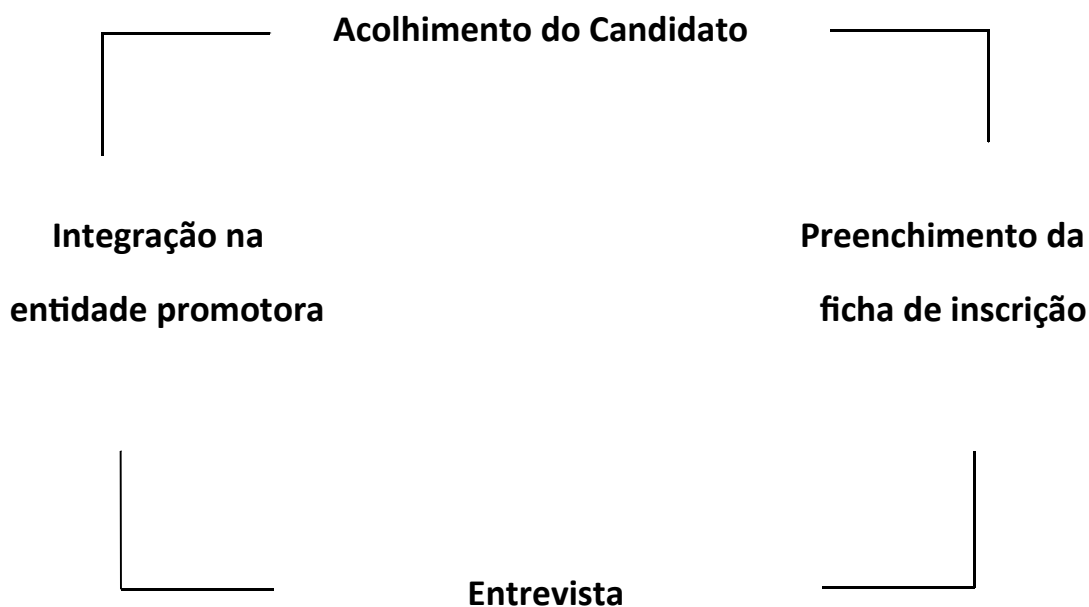 Acolhimento do Candidato
Integração na
entidade promotora
Preenchimento da
ficha de inscrição
Entrevista